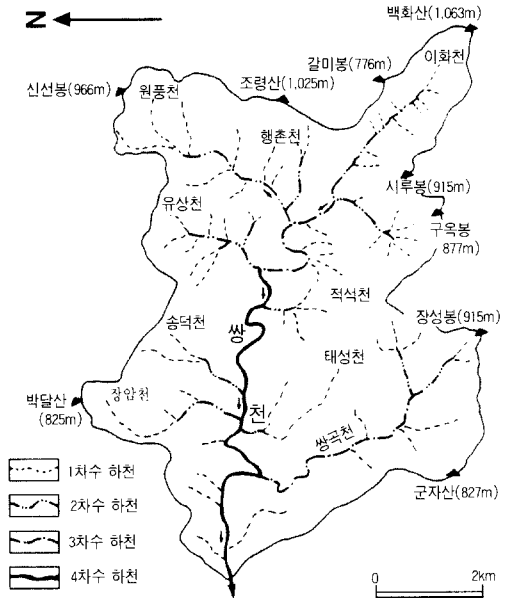 백화산(1,063m)
N
갈미봉(776m)
이화천
신선봉(966m)
원풍천
조령산(1,025m)
행촌천
시루봉(915m)
유상천
구옥봉
877m)
적석천
장성봉(915m)
송덕천
쌍
태성천
박달산
(825m)
장암천
천
쌍곡천
군자산(827m)
1차수 하천
2차수 하천
3차수 하천
4차수 하천
0 2km